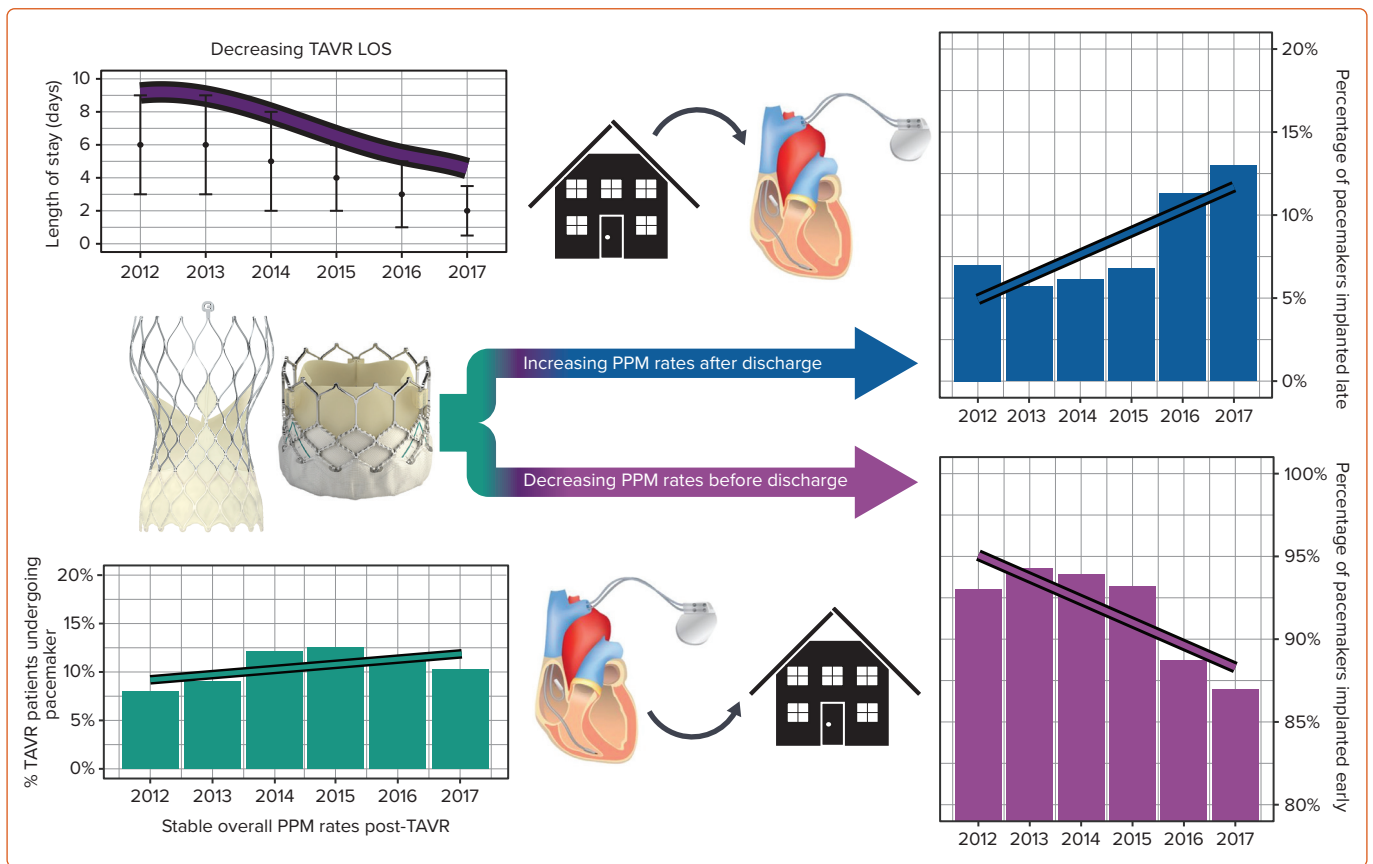 Decreasing TAVR LOS
Length of stay (days)
10
8
6
4
2
0
2012 2013 2014 2015 2016 2017
20%
15%
10%
5%
0%
Percentage of pacemakers implanted late
2012 2013 2014 2015 2016 2017
Increasing PPM rates after discharge
Decreasing PPM rates before discharge
% TAVR patients undergoing
pacemaker
20%
15%
10%
5%
0%
2012 2013 2014 2015 2016 2017
Stable overall PPM rates post-TAVR
100%
95%
90%
85%
80%
Percentage of pacemakers implanted early
2012 2013 2014 2015 2016 2017